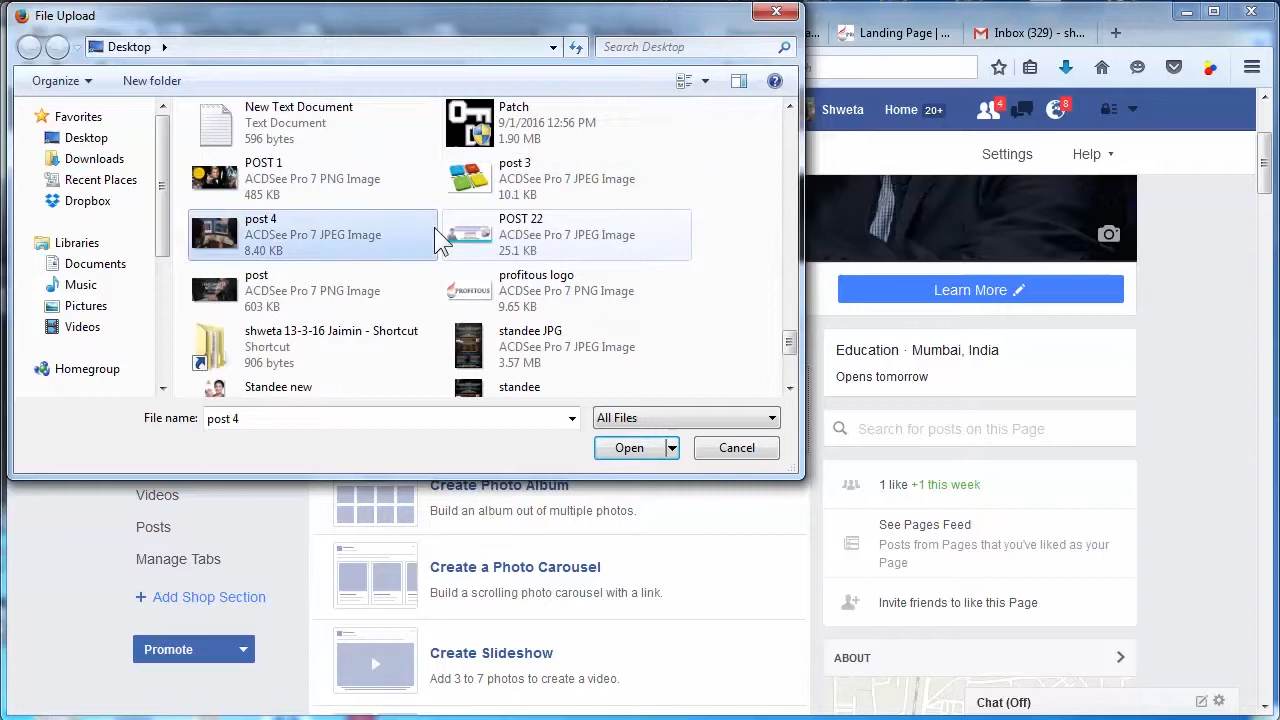 File Upload
Desktop
Search Desktop
Organize
New folder
Favorites
Desktop
Downloads
Recent Places
Dropbox
Libraries
Documents
Music
Pictures
Videos
Homegroup
New Text Document
Text Document
596 bytes
Patch
9/1/2016 12:56 PM
1.90 MB
POST 1
ACDSee Pro 7 PNG Image
485 KB
post 3
ACDSee Pro 7 JPEG Image
10.1 KB
post 4
ACDSee Pro 7 JPEG Image
8.40 KB
POST 22
ACDSee Pro 7 JPEG Image
25.1 KB
post
ACDSee Pro 7 PNG Image
603 KB
profitous logo
ACDSee Pro 7 PNG Image
9.65 KB
shweta 13-3-16 Jaimin - Shortcut
Shortcut
906 bytes
standee JPG
ACDSee Pro 7 JPEG Image
3.57 MB
Standee new
standee
File name:
post 4
All Files
Open
Cancel
a...
Landing Page | ...
Inbox (329) - sh...
Shweta
Home 20+
4
8
Settings
Help
Learn More
Education · Mumbai, India
Opens tomorrow
Search for posts on this Page
1 like +1 this week
See Pages Feed
Posts from Pages that you've liked as your
Page
Invite friends to like this Page
ABOUT
Chat (Off)
Videos
Posts
Manage Tabs
+ Add Shop Section
Promote
Create Photo Album
Build an album out of multiple photos.
Create a Photo Carousel
Build a scrolling photo carousel with a link.
Create Slideshow
Add 3 to 7 photos to create a video.